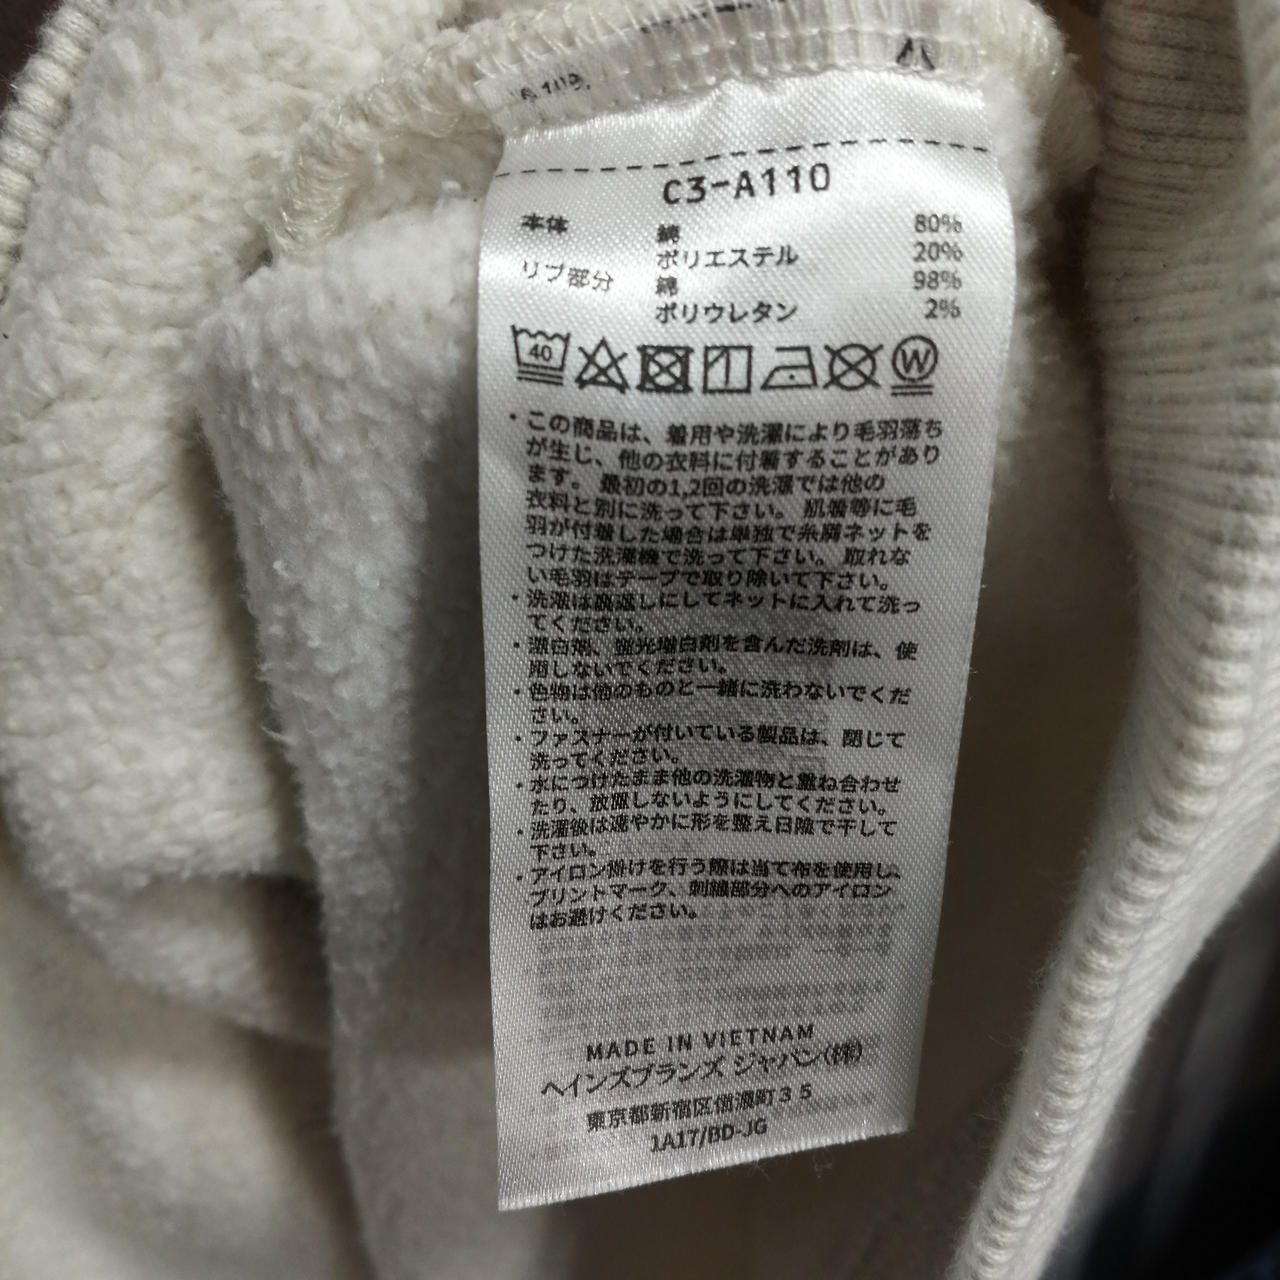 C3-A110
本体 綿 80%
ポリエステル 20%
リブ部分 綿 98%
ポリウレタン 2%
40
W
・この商品は、着用や洗濯により毛羽落ち
が生じ、他の衣料に付着することがあり
ます。最初の1,2回の洗濯では他の
衣料と別に洗って下さい。肌着等に毛
羽が付着した場合は単独で糸屑ネットを
つけた洗濯機で洗って下さい。取れな
い毛羽はテープで取り除いて下さい。
・洗濯は裏返しにしてネットに入れて洗っ
てください。
・漂白剤、蛍光増白剤を含んだ洗剤は、使
用しないでください。
・色物は他のものと一緒に洗わないでくだ
さい。
・ファスナーが付いている製品は、閉じて
洗ってください。
・水につけたまま他の洗濯物と重ね合わせ
たり、放置しないようにしてください。
・洗濯後は速やかに形を整え日陰で干して
下さい。
・アイロン掛けを行う際は当て布を使用し、
プリントマーク、刺繍部分へのアイロン
はお避けください。
MADE IN VIETNAM
ヘインズブランズ ジャパン(株)
東京都新宿区信濃町35
1A17/BD-JG